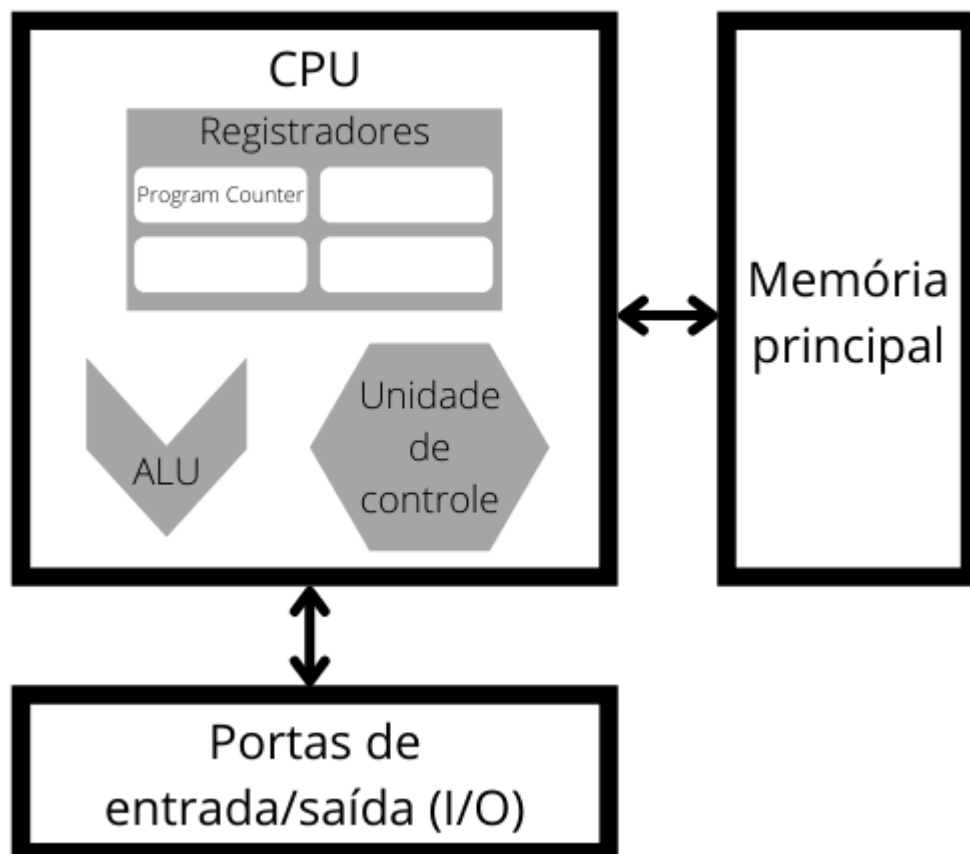 CPU
Registradores
Program Counter
ALU
Unidade
de
controle
Memória
principal
Portas de
entrada/saída (I/O)